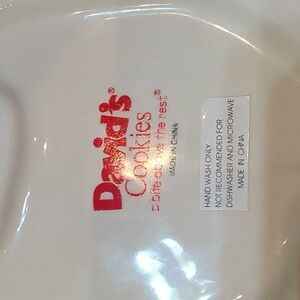 David's®
Cookies
a bite above the rest®
MADE IN CHINA
HAND WASH ONLY
NOT RECOMMENDED FOR
DISHWASHER AND MICROWAVE
MADE IN CHINA